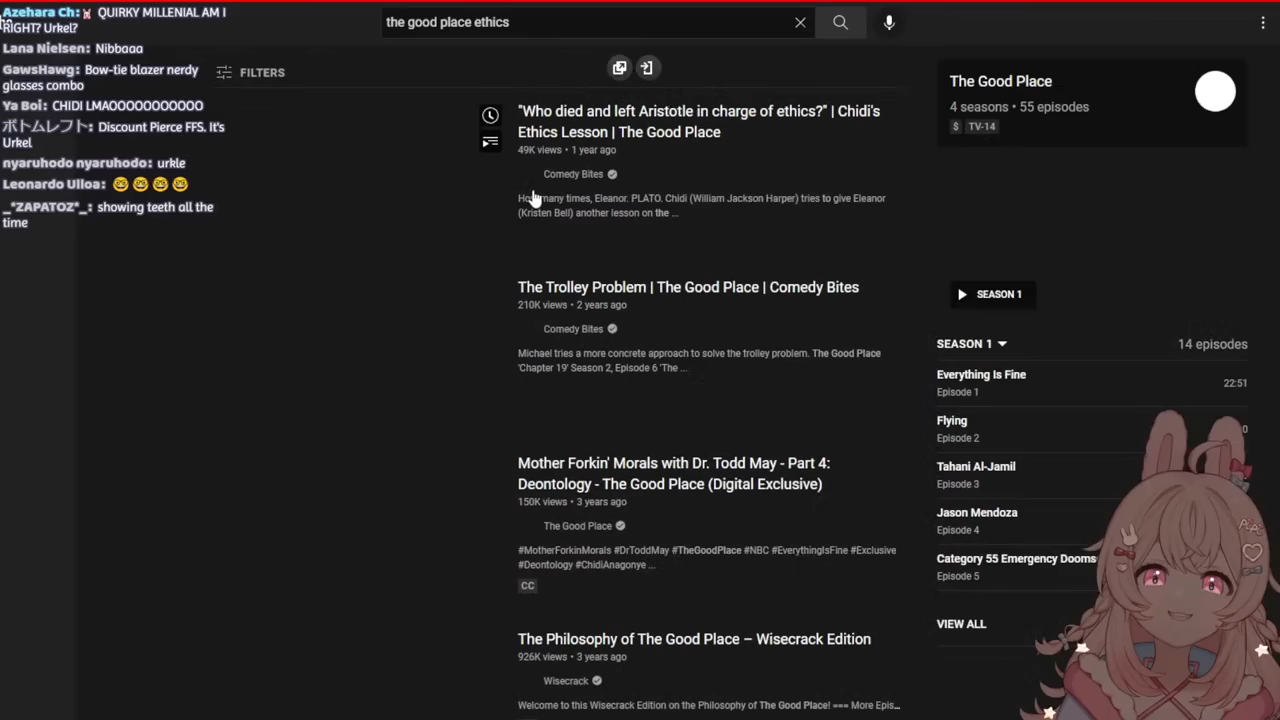 Azehara Ch: QUIRKY MILLENIAL AM I
RIGHT? Urkel?
Lana Nielsen: Nibbaaa
GawsHawg: Bow-tie blazer nerdy
glasses combo
Ya Boi: CHIDI LMAOOOOOOOOOO
ボトムレフト: Discount Pierce FFS. It's
Urkel
nyaruhodo nyaruhodo: urkle
Leonardo Ulloa: 🤓 🤓 🤓 🤓
_*ZAPATOZ*_: showing teeth all the
time
the good place ethics
FILTERS
"Who died and left Aristotle in charge of ethics?" | Chidi's
Ethics Lesson | The Good Place
49K views • 1 year ago
Comedy Bites
How many times, Eleanor. PLATO. Chidi (William Jackson Harper) tries to give Eleanor
(Kristen Bell) another lesson on the ...
The Trolley Problem | The Good Place | Comedy Bites
210K views • 2 years ago
Comedy Bites
Michael tries a more concrete approach to solve the trolley problem. The Good Place
'Chapter 19' Season 2, Episode 6 'The ...
Mother Forkin' Morals with Dr. Todd May - Part 4:
Deontology - The Good Place (Digital Exclusive)
150K views • 3 years ago
The Good Place
#MotherForkinMorals #DrToddMay #TheGoodPlace #NBC #EverythingIsFine #Exclusive
#Deontology #ChidiAnagonye ...
CC
The Philosophy of The Good Place – Wisecrack Edition
926K views • 3 years ago
Wisecrack
Welcome to this Wisecrack Edition on the Philosophy of The Good Place! === More Epis...
The Good Place
4 seasons • 55 episodes
$ TV-14
SEASON 1
SEASON 1 14 episodes
Everything Is Fine
Episode 1 22:51
Flying
Episode 2
Tahani Al-Jamil
Episode 3
Jason Mendoza
Episode 4
Category 55 Emergency Dooms
Episode 5
VIEW ALL